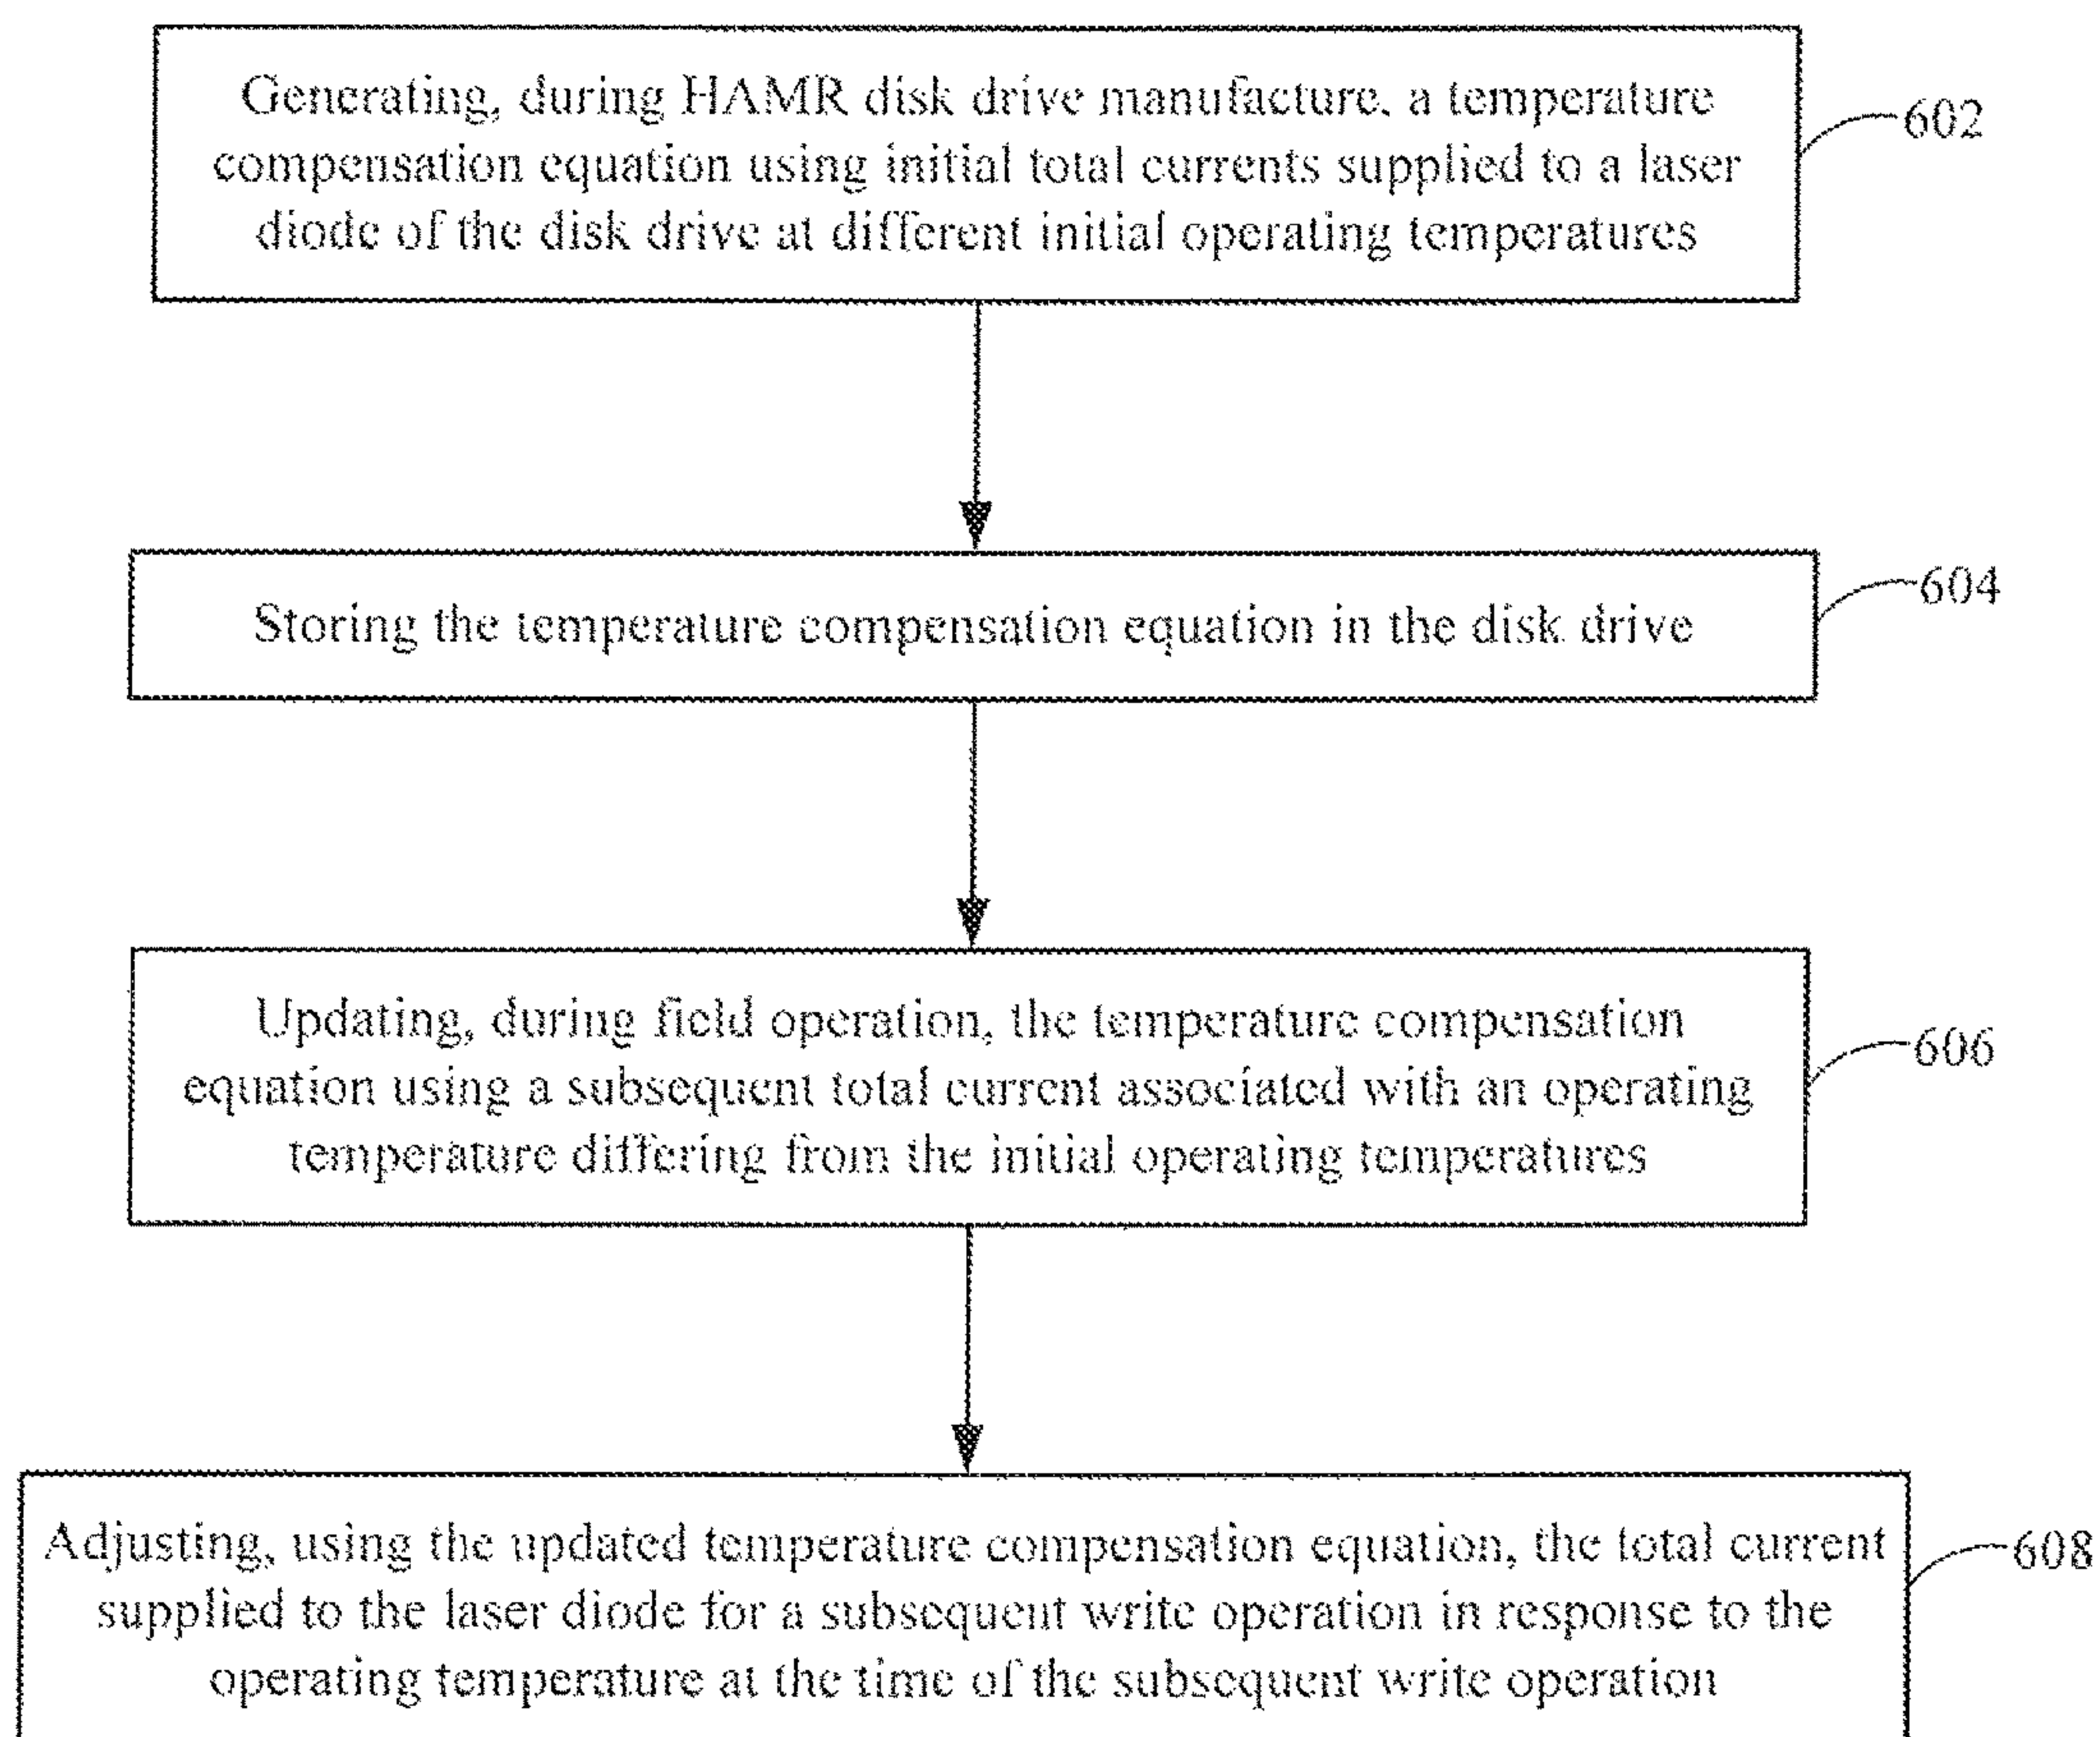 Generating, during HAMR disk drive manufacture, a temperature
compensation equation using initial total currents supplied to a laser
diode of the disk drive at different initial operating temperatures
602
Storing the temperature compensation equation in the disk drive
604
Updating, during field operation, the temperature compensation
equation using a subsequent total current associated with an operating
temperature differing from the initial operating temperatures
606
Adjusting, using the updated temperature compensation equation, the total current
supplied to the laser diode for a subsequent write operation in response to the
operating temperature at the time of the subsequent write operation
608